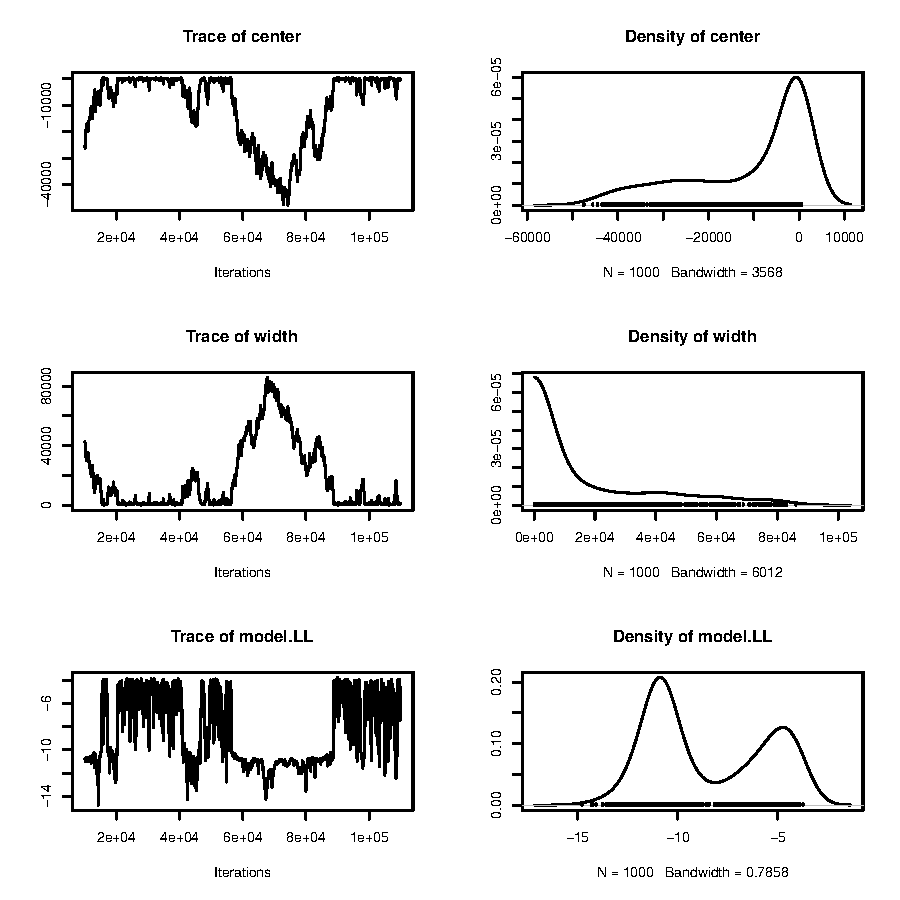 Trace of center
-10000
-40000
2e+04 4e+04 6e+04 8e+04 1e+05
Iterations
Density of center
6e-05
3e-05
0e+00
-60000 -40000 -20000 0 10000
N = 1000 Bandwidth = 3568
Trace of width
80000
40000
0
2e+04 4e+04 6e+04 8e+04 1e+05
Iterations
Density of width
6e-05
3e-05
0e+00
0e+00 2e+04 4e+04 6e+04 8e+04 1e+05
N = 1000 Bandwidth = 6012
Trace of model.LL
-6
-10
-14
2e+04 4e+04 6e+04 8e+04 1e+05
Iterations
Density of model.LL
0.20
0.10
0.00
-15 -10 -5
N = 1000 Bandwidth = 0.7858